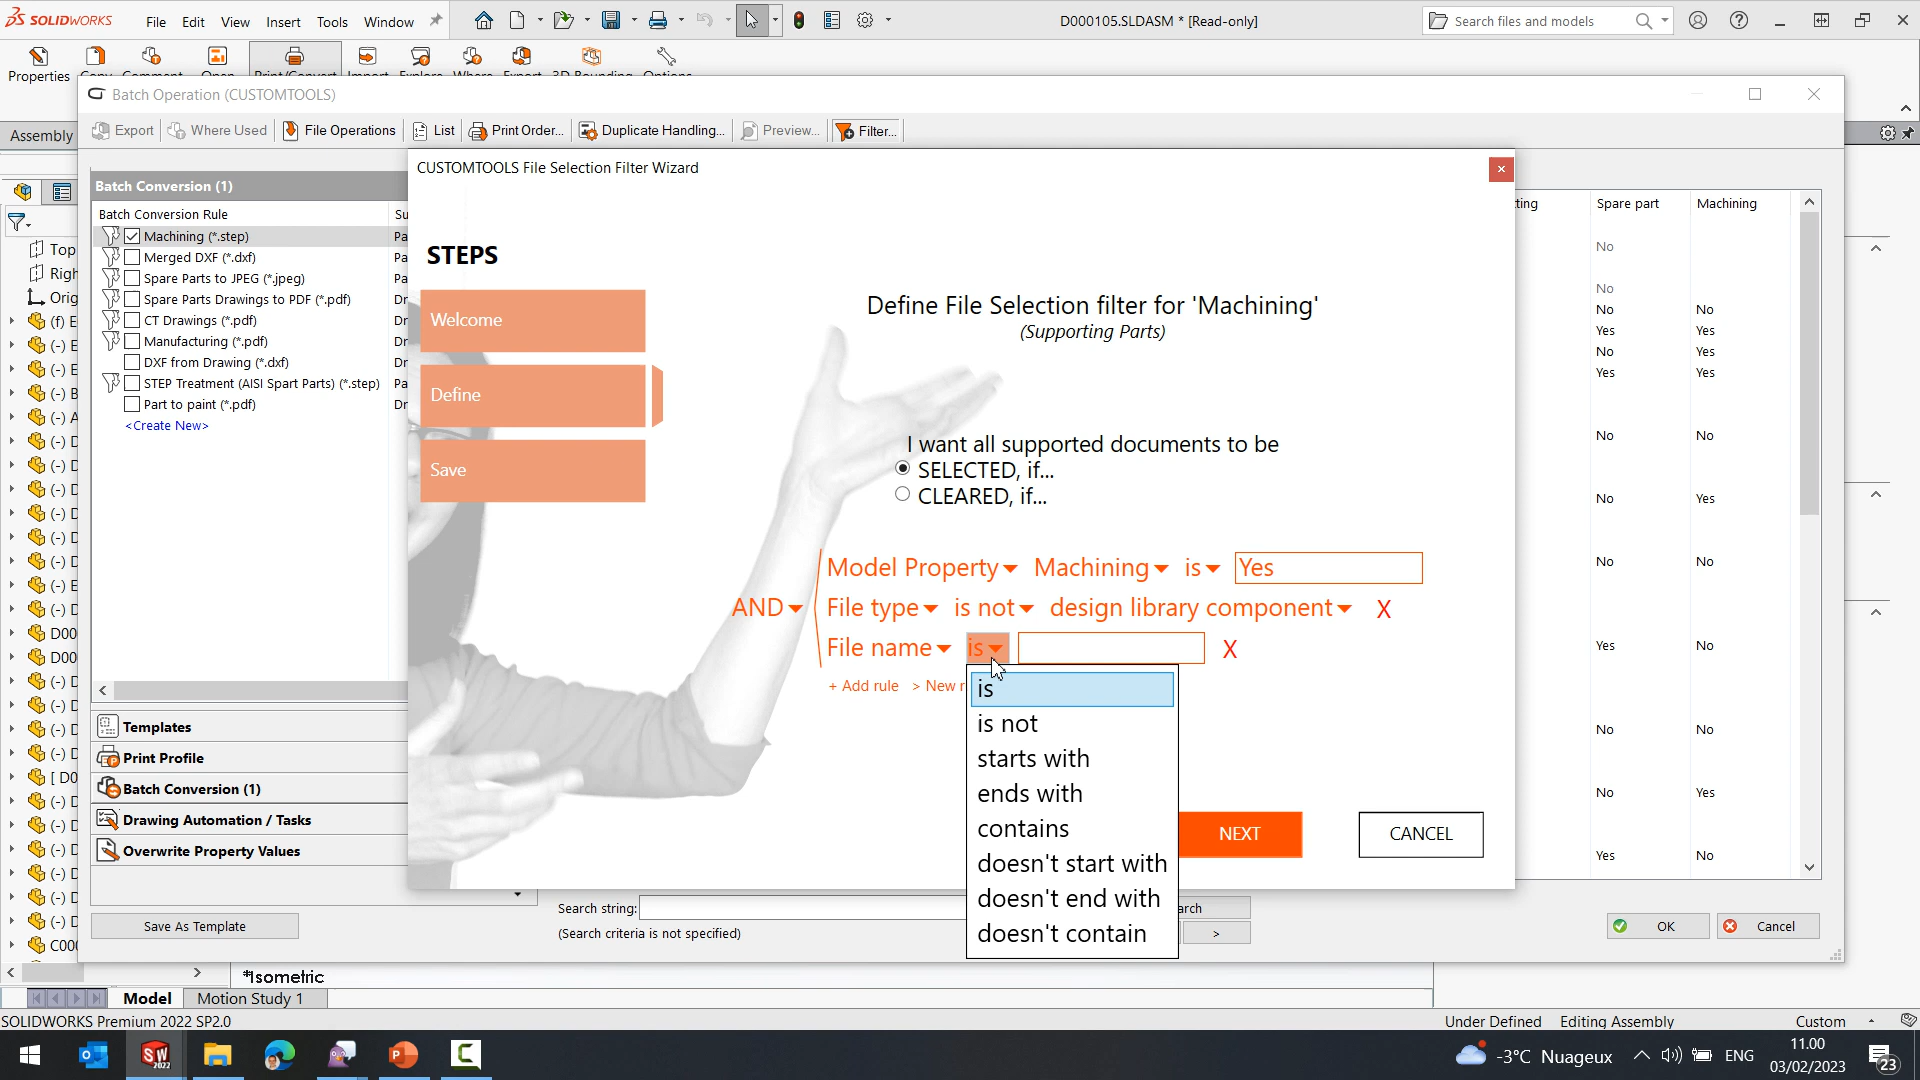 SOLIDWORKS
File Edit View Insert Tools Window
D000105.SLDASM * [Read-only]
Search files and models
Properties
Batch Operation (CUSTOMTOOLS)
Assembly
Export Where Used File Operations List Print Order... Duplicate Handling... Preview... Filter...
CUSTOMTOOLS File Selection Filter Wizard
Batch Conversion (1)
Batch Conversion Rule
Spare part Machining
Machining (*.step)
Merged DXF (*.dxf)
Spare Parts to JPEG (*.jpeg)
Spare Parts Drawings to PDF (*.pdf)
CT Drawings (*.pdf)
Manufacturing (*.pdf)
DXF from Drawing (*.dxf)
STEP Treatment (AISI Spart Parts) (*.step)
Part to paint (*.pdf)
<Create New>
STEPS
Welcome
Define
Save
Define File Selection filter for 'Machining'
(Supporting Parts)
I want all supported documents to be
SELECTED, if...
CLEARED, if...
Model Property Machining is Yes
AND File type is not design library component X
File name is X
+ Add rule > New r
is
is not
starts with
ends with
contains
doesn't start with
doesn't end with
doesn't contain
NEXT
CANCEL
No
No
No No
Yes Yes
No Yes
Yes Yes
No No
No Yes
No No
Yes No
No No
No Yes
Yes No
Templates
Print Profile
Batch Conversion (1)
Drawing Automation / Tasks
Overwrite Property Values
Save As Template
Search string:
(Search criteria is not specified)
>
OK
Cancel
*Isometric
Model Motion Study 1
SOLIDWORKS Premium 2022 SP2.0
Under Defined Editing Assembly Custom
-3°C Nuageux
ENG
11.00
03/02/2023
23